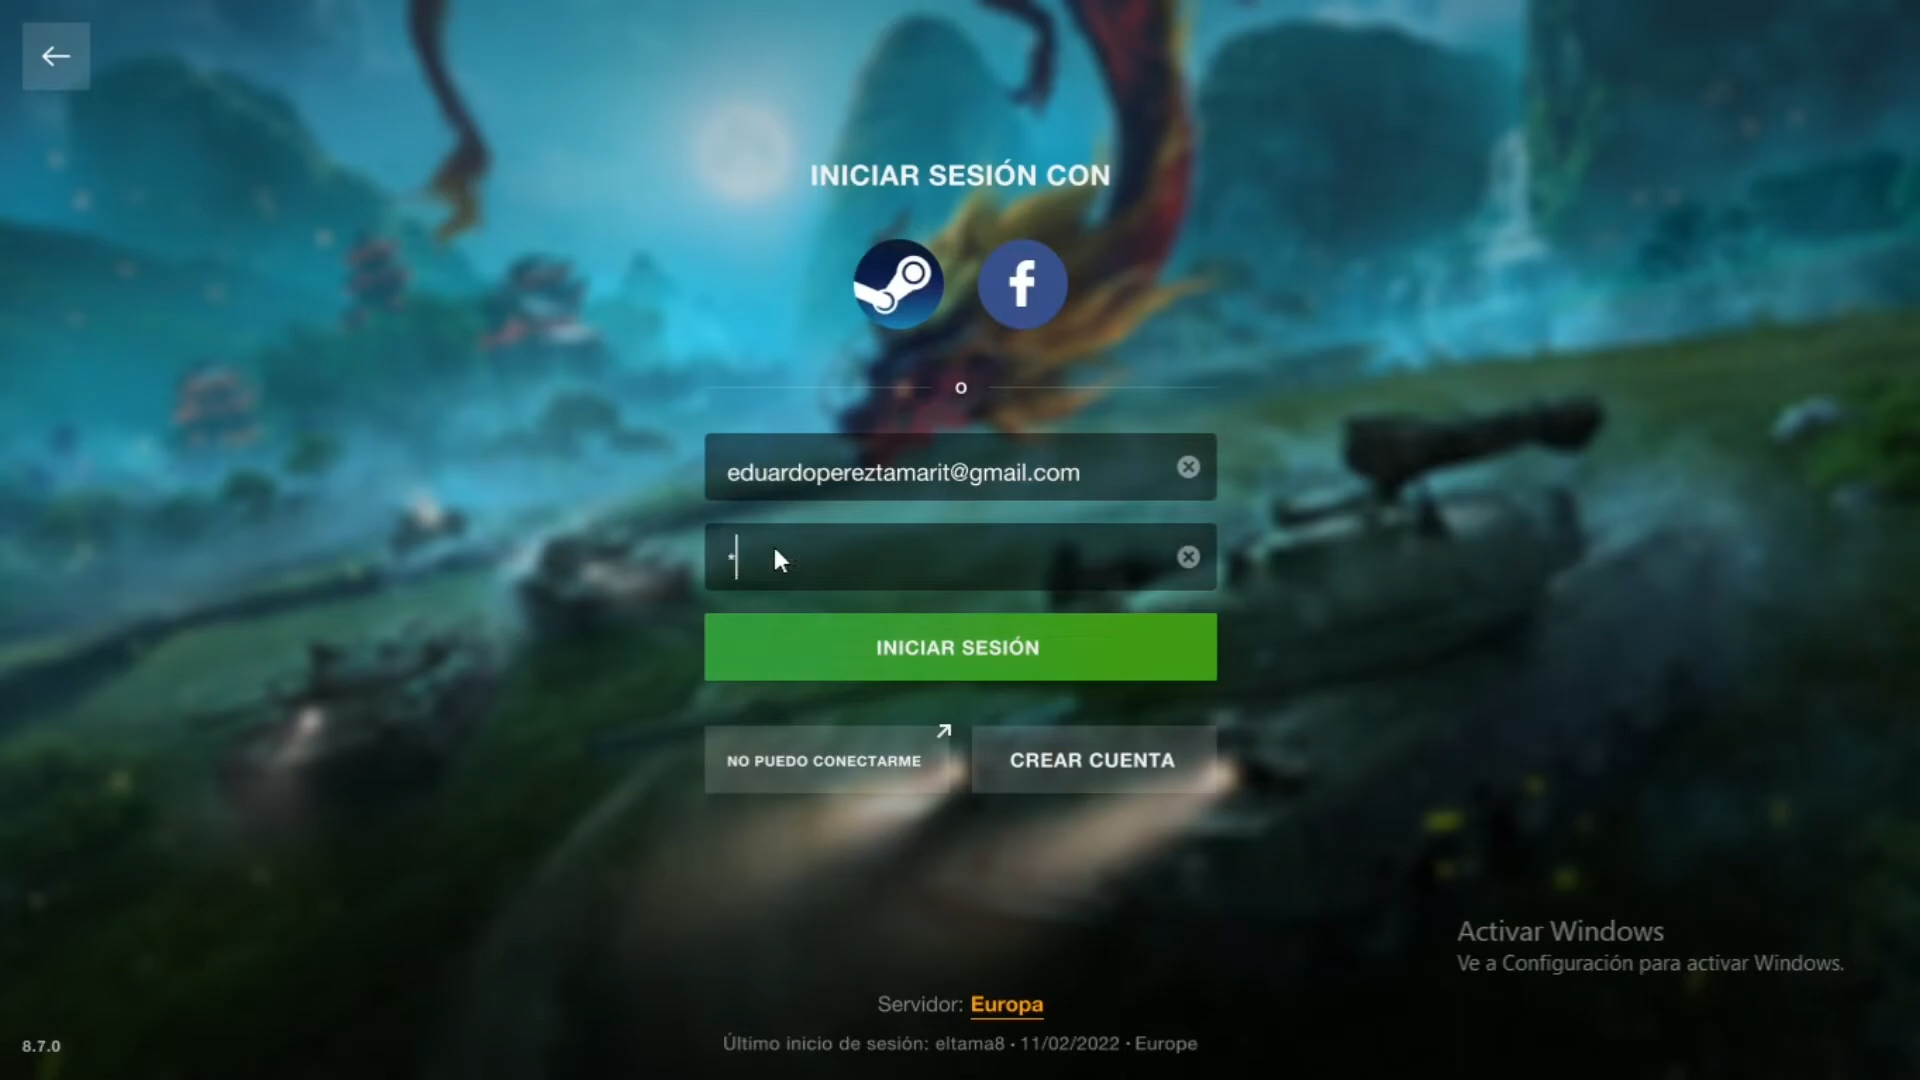 INICIAR SESIÓN CON
f
o
eduardopereztamarit@gmail.com
*
INICIAR SESIÓN
NO PUEDO CONECTARME
CREAR CUENTA
Activar Windows
Ve a Configuración para activar Windows.
Servidor: Europa
Último inicio de sesión: eltama8 · 11/02/2022 · Europe
8.7.0